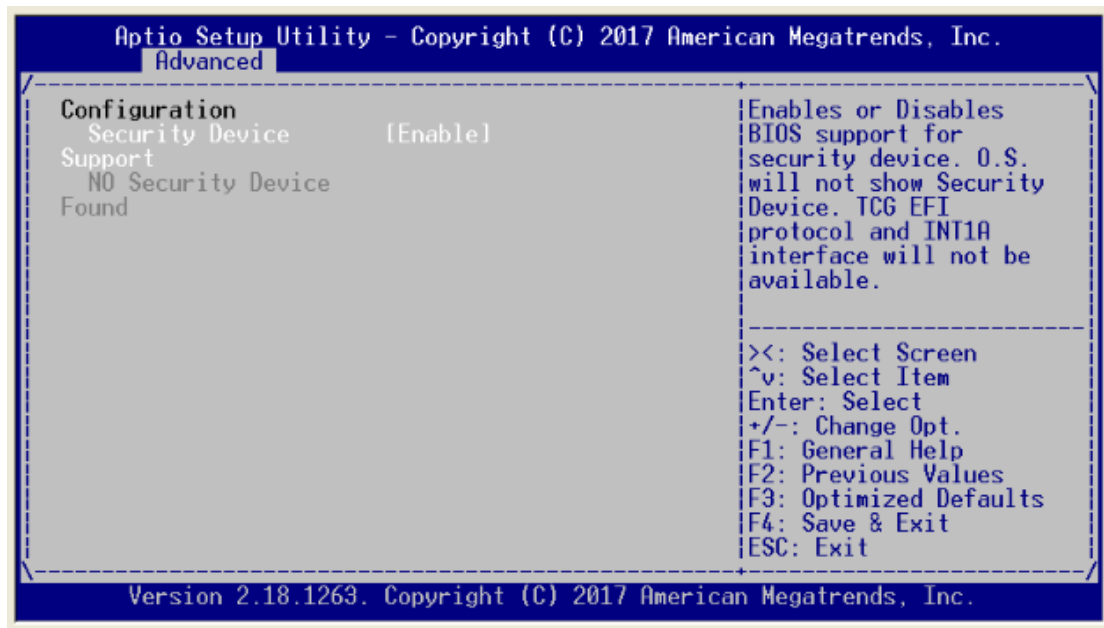 Aptio Setup Utility - Copyright (C) 2017 American Megatrends, Inc.
Advanced
Configuration
Security Device [Enable]
Support
NO Security Device
Found
Enables or Disables
BIOS support for
security device. O.S.
will not show Security
Device. TCG EFI
protocol and INT1A
interface will not be
available.
><: Select Screen
^v: Select Item
Enter: Select
+/-: Change Opt.
F1: General Help
F2: Previous Values
F3: Optimized Defaults
F4: Save & Exit
ESC: Exit
Version 2.18.1263. Copyright (C) 2017 American Megatrends, Inc.